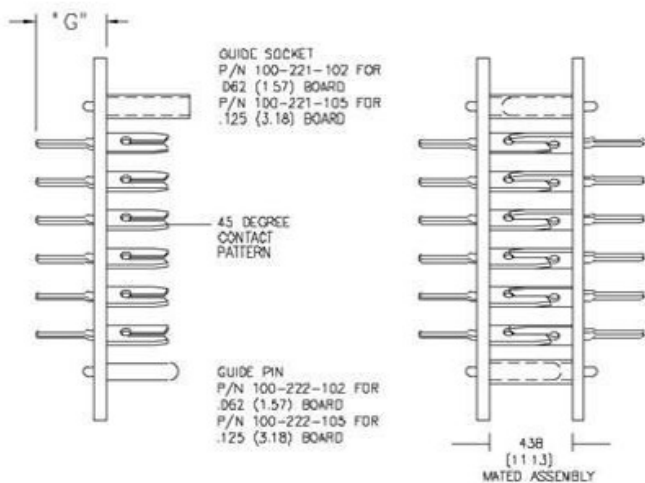 "G"
GUIDE SOCKET
P/N 100-221-102 FOR
.062 (1.57) BOARD
P/N 100-221-105 FOR
.125 (3.18) BOARD
45 DEGREE
CONTACT
PATTERN
GUIDE PIN
P/N 100-222-102 FOR
.062 (1.57) BOARD
P/N 100-222-105 FOR
.125 (3.18) BOARD
.438
[11.13]
MATED ASSEMBLY